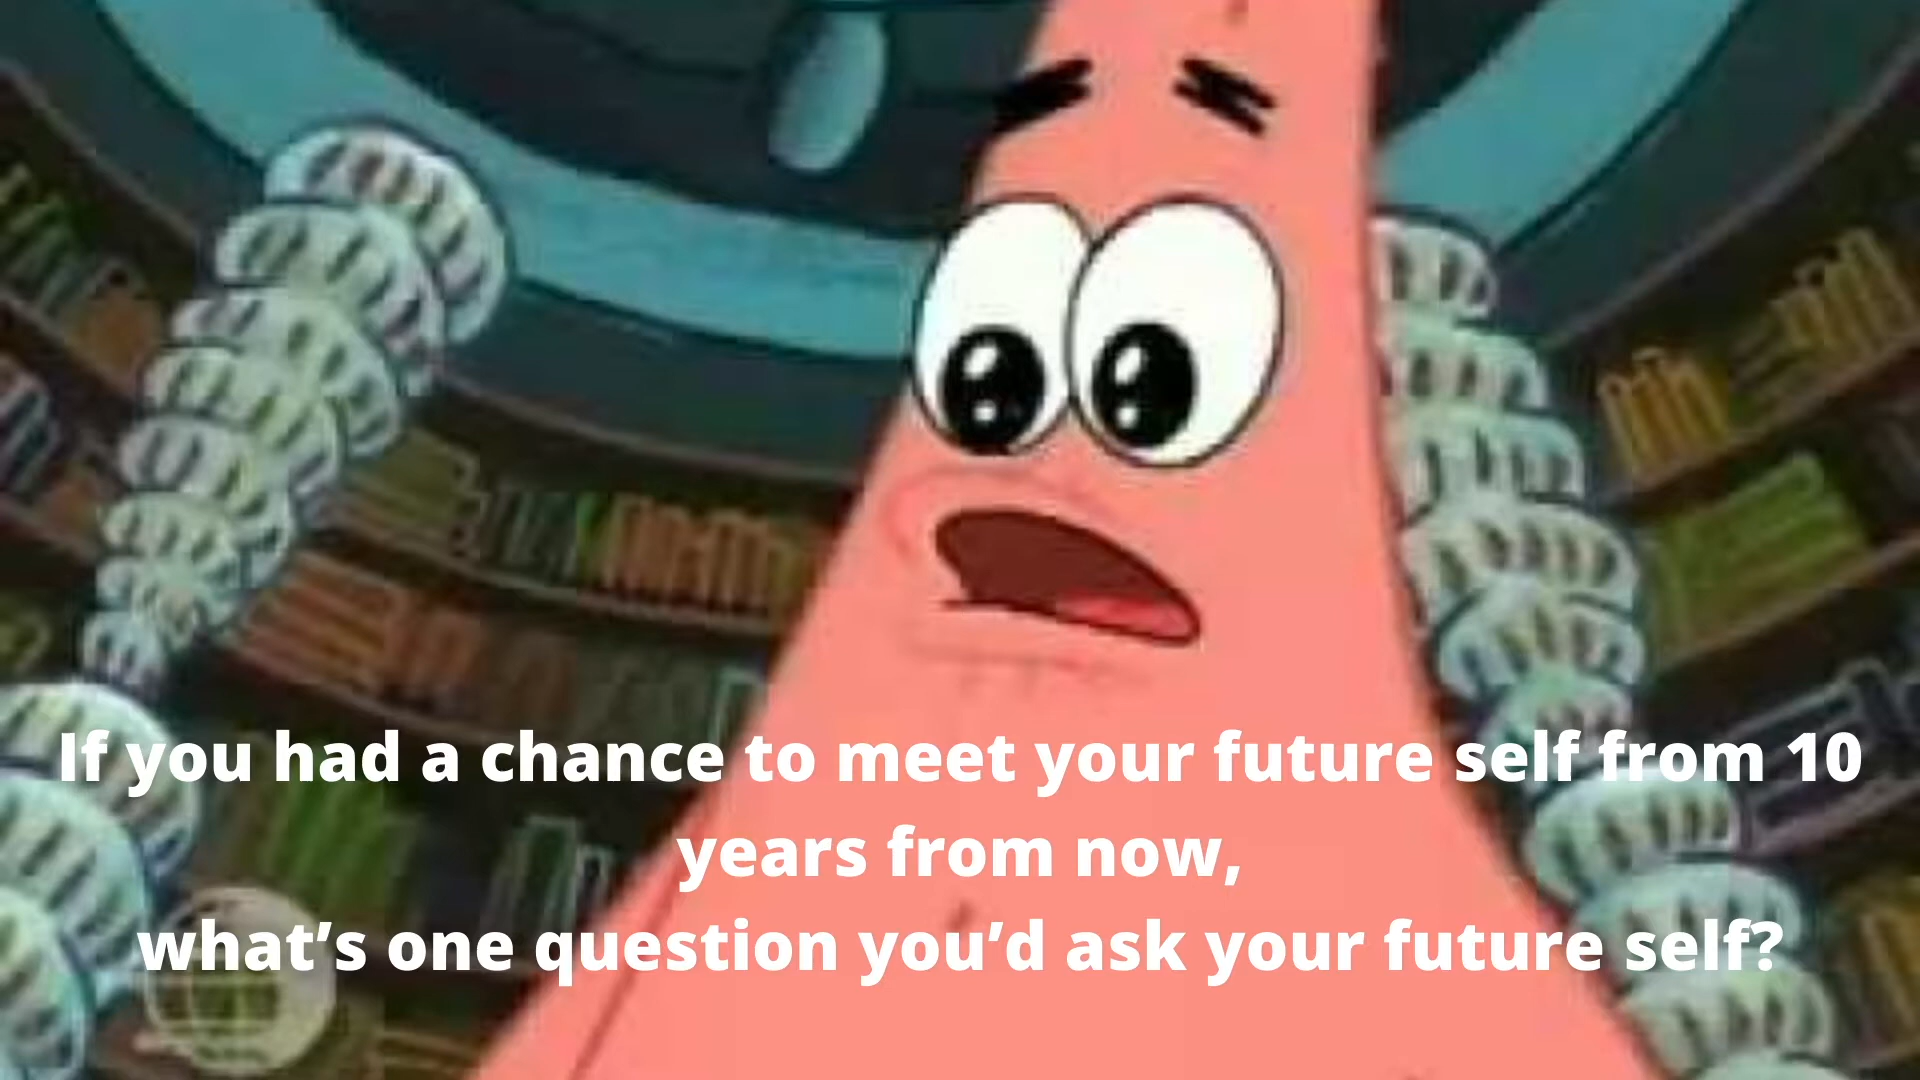 If you had a chance to meet your future self from 10
years from now,
what’s one question you’d ask your future self?